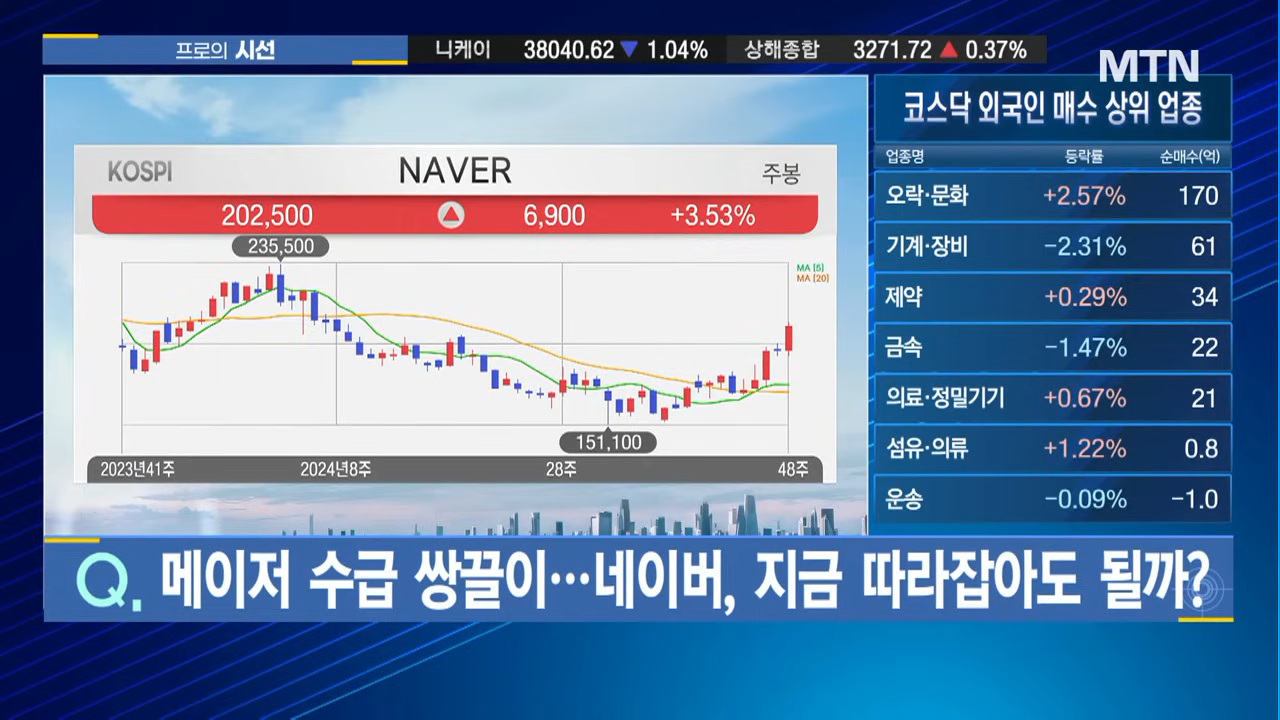 프로의 시선
니케이 38040.62 ▼ 1.04% 상해종합 3271.72 ▲ 0.37%
MTN
KOSPI NAVER 주봉
202,500 ▲ 6,900 +3.53%
235,500
MA [5]
MA [20]
151,100
2023년41주 2024년8주 28주 48주
코스닥 외국인 매수 상위 업종
업종명 등락률 순매수(억)
오락·문화 +2.57% 170
기계·장비 -2.31% 61
제약 +0.29% 34
금속 -1.47% 22
의료·정밀기기 +0.67% 21
섬유·의류 +1.22% 0.8
운송 -0.09% -1.0
Q. 메이저 수급 쌍끌이…네이버, 지금 따라잡아도 될까?